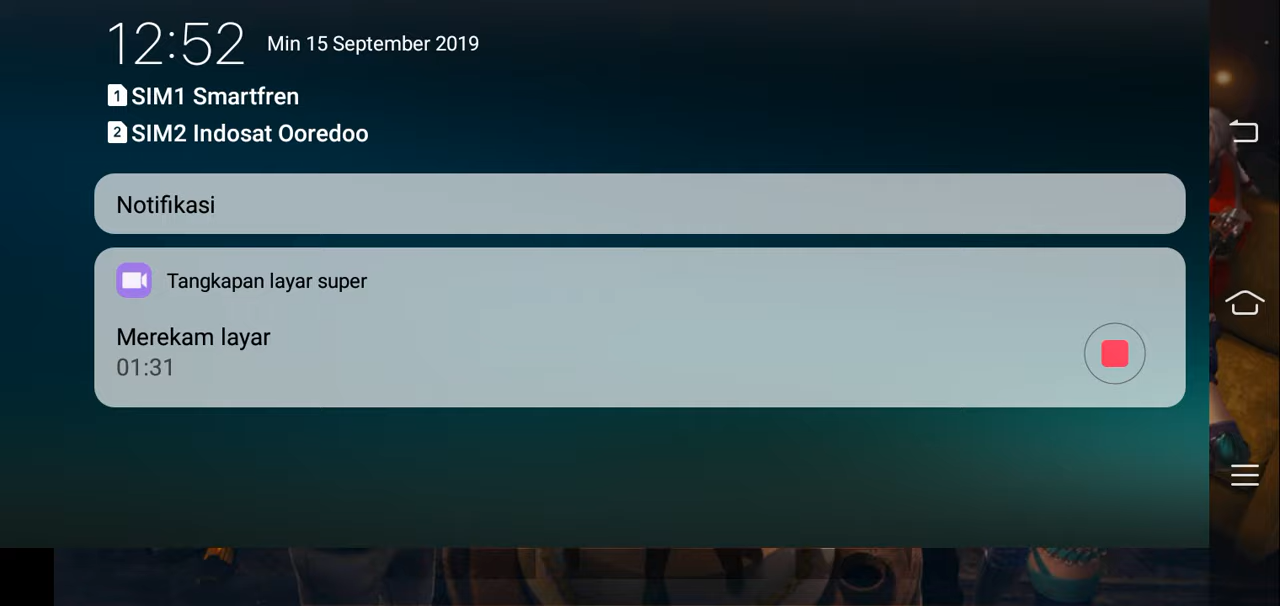 12:52 Min 15 September 2019
1 SIM1 Smartfren
2 SIM2 Indosat Ooredoo
Notifikasi
Tangkapan layar super
Merekam layar
01:31